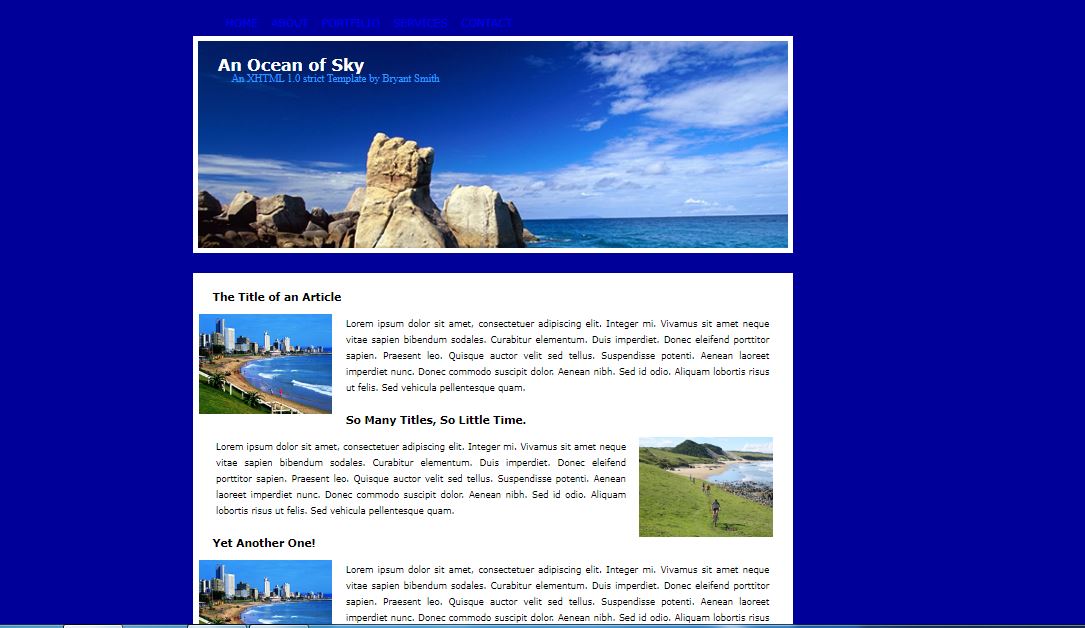 HOME ABOUT PORTFOLIO SERVICES CONTACT
An Ocean of Sky
An XHTML 1.0 strict Template by Bryant Smith
The Title of an Article
Lorem ipsum dolor sit amet, consectetuer adipiscing elit. Integer mi. Vivamus sit amet neque
vitae sapien bibendum sodales. Curabitur elementum. Duis imperdiet. Donec eleifend porttitor
sapien. Praesent leo. Quisque auctor velit sed tellus. Suspendisse potenti. Aenean laoreet
imperdiet nunc. Donec commodo suscipit dolor. Aenean nibh. Sed id odio. Aliquam lobortis risus
ut felis. Sed vehicula pellentesque quam.
So Many Titles, So Little Time.
Lorem ipsum dolor sit amet, consectetuer adipiscing elit. Integer mi. Vivamus sit amet neque
vitae sapien bibendum sodales. Curabitur elementum. Duis imperdiet. Donec eleifend
porttitor sapien. Praesent leo. Quisque auctor velit sed tellus. Suspendisse potenti. Aenean
laoreet imperdiet nunc. Donec commodo suscipit dolor. Aenean nibh. Sed id odio. Aliquam
lobortis risus ut felis. Sed vehicula pellentesque quam.
Yet Another One!
Lorem ipsum dolor sit amet, consectetuer adipiscing elit. Integer mi. Vivamus sit amet neque
vitae sapien bibendum sodales. Curabitur elementum. Duis imperdiet. Donec eleifend porttitor
sapien. Praesent leo. Quisque auctor velit sed tellus. Suspendisse potenti. Aenean laoreet
imperdiet nunc. Donec commodo suscipit dolor. Aenean nibh. Sed id odio. Aliquam lobortis risus